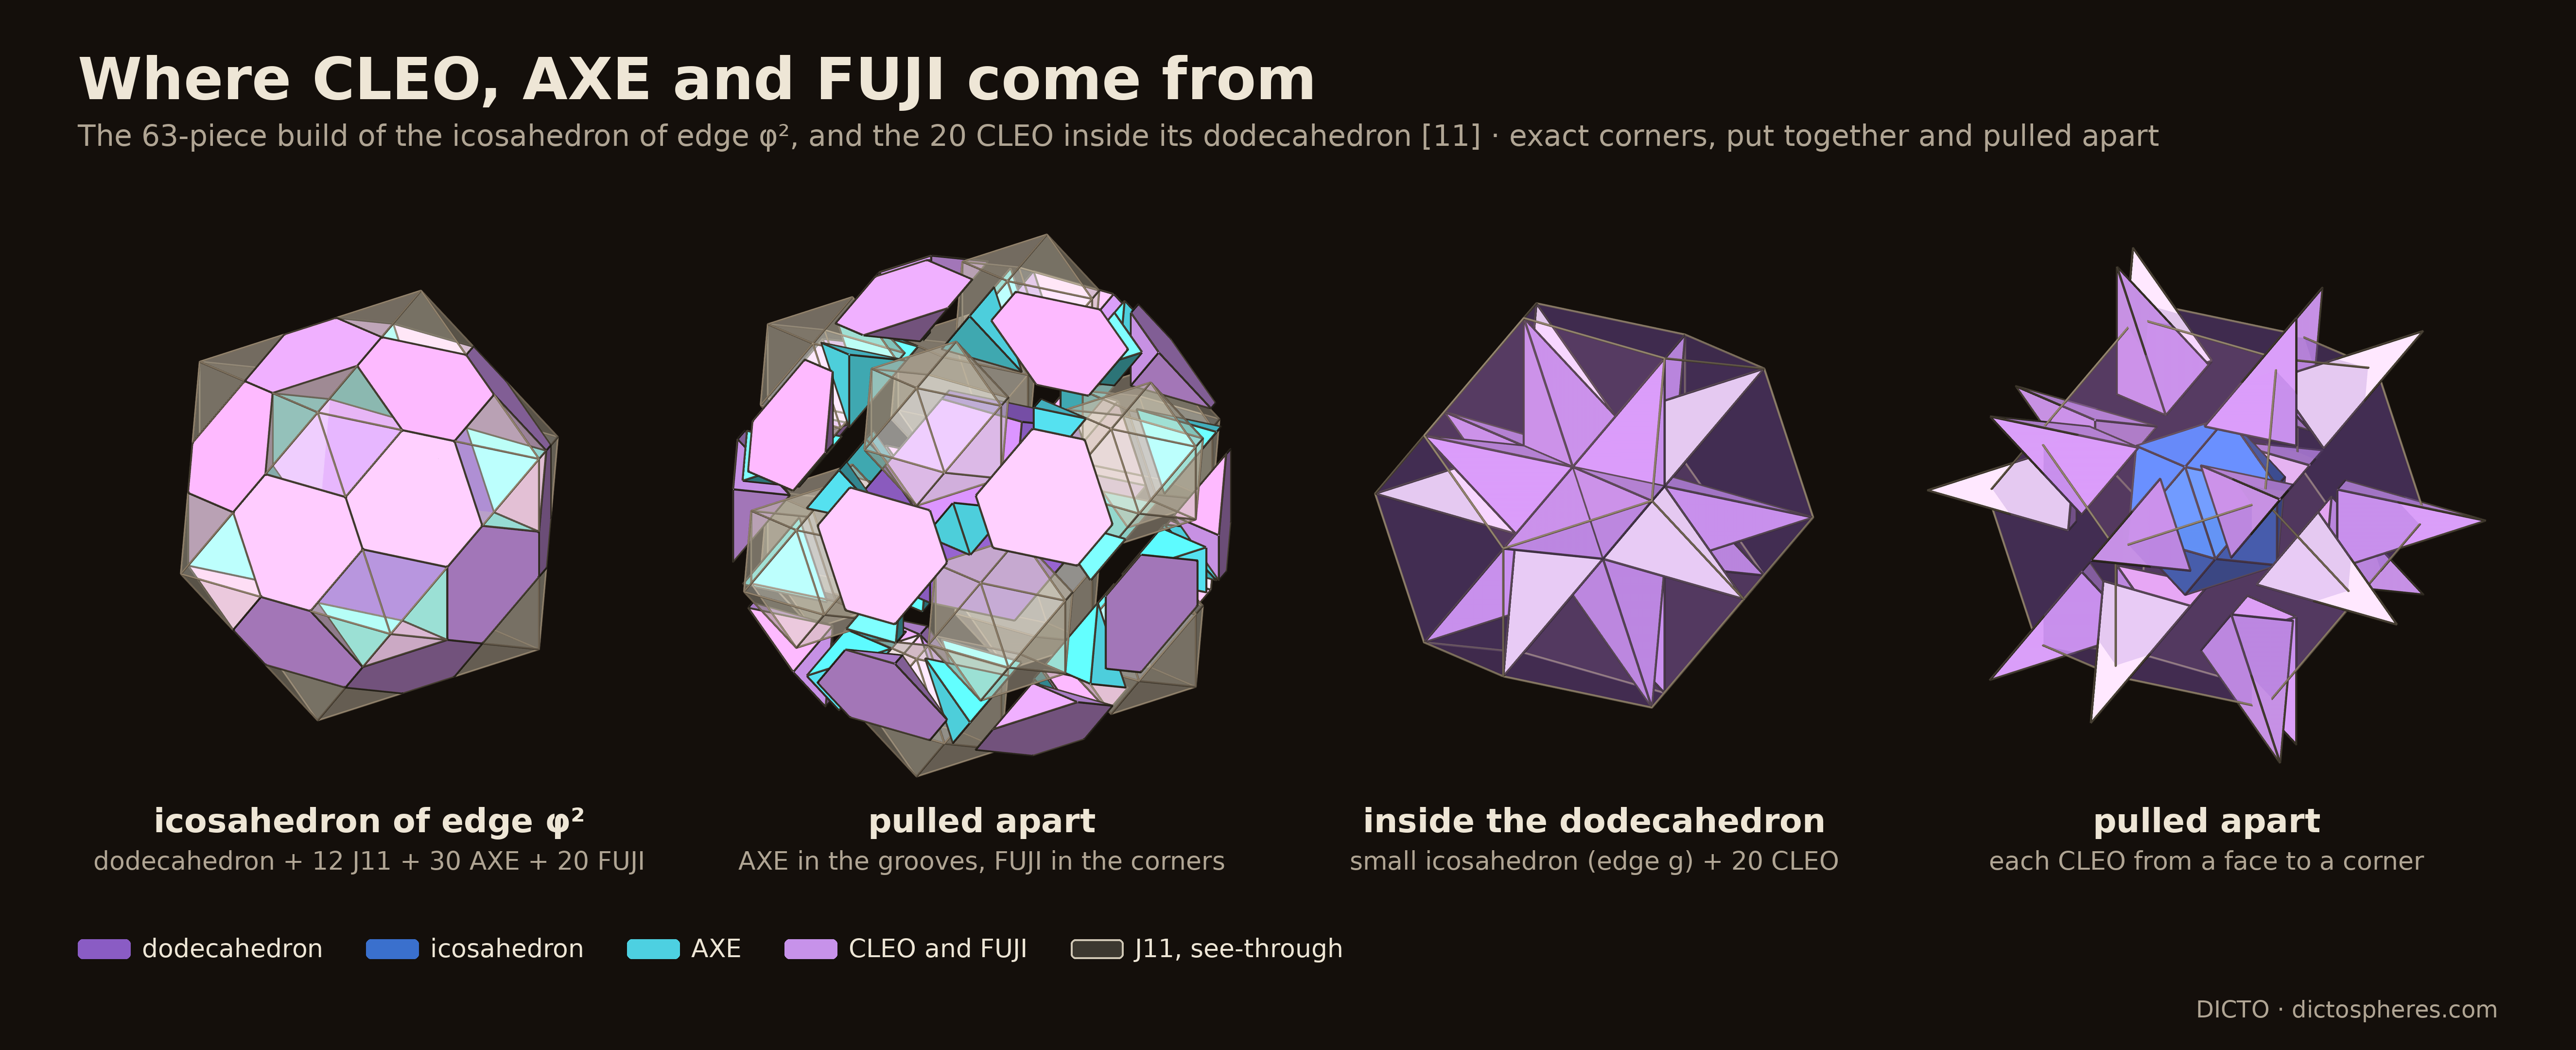 Where CLEO, AXE and FUJI come from
The 63-piece build of the icosahedron of edge φ², and the 20 CLEO inside its dodecahedron [11] · exact corners, put together and pulled apart
icosahedron of edge φ²
dodecahedron + 12 J11 + 30 AXE + 20 FUJI
pulled apart
AXE in the grooves, FUJI in the corners
inside the dodecahedron
small icosahedron (edge g) + 20 CLEO
pulled apart
each CLEO from a face to a corner
dodecahedron
icosahedron
AXE
CLEO and FUJI
J11, see-through
DICTO · dictospheres.com